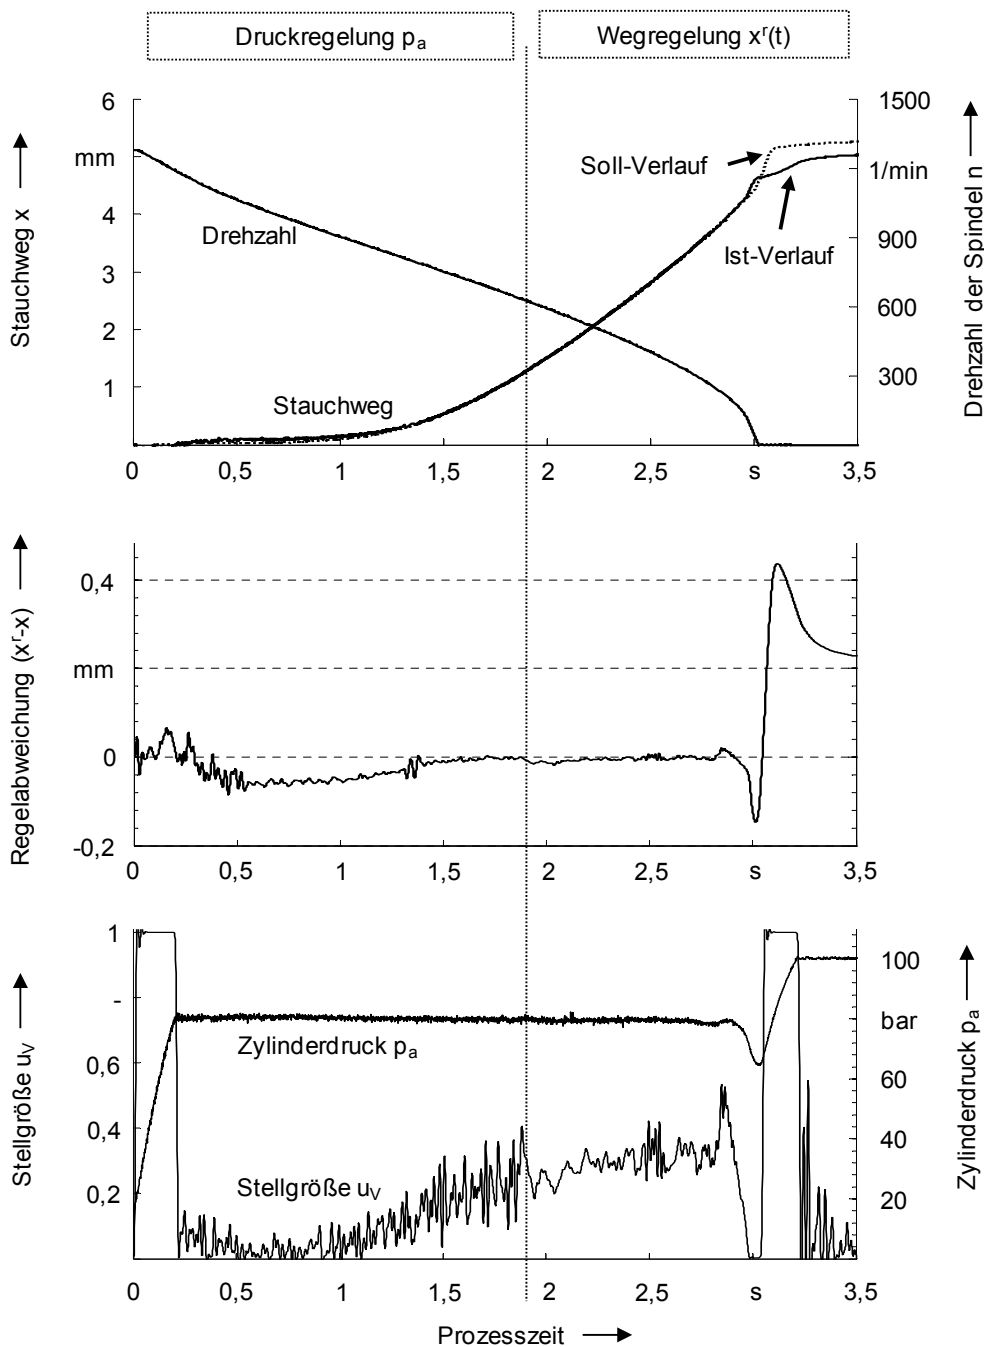 Druckregelung pa
Wegregelung xʳ(t)
Stauchweg x
6
mm
4
3
2
1
1500
1/min
900
600
300
Drehzahl der Spindel n
Soll-Verlauf
Ist-Verlauf
Drehzahl
Stauchweg
0 0,5 1 1,5 2 2,5 s 3,5
Regelabweichung (xʳ-x)
0,4
mm
0
-0,2
0 0,5 1 1,5 2 2,5 s 3,5
Stellgröße uV
1
-
0,6
0,4
0,2
100
bar
60
40
20
Zylinderdruck pa
Zylinderdruck pa
Stellgröße uV
0 0,5 1 1,5 2 2,5 s 3,5
Prozesszeit